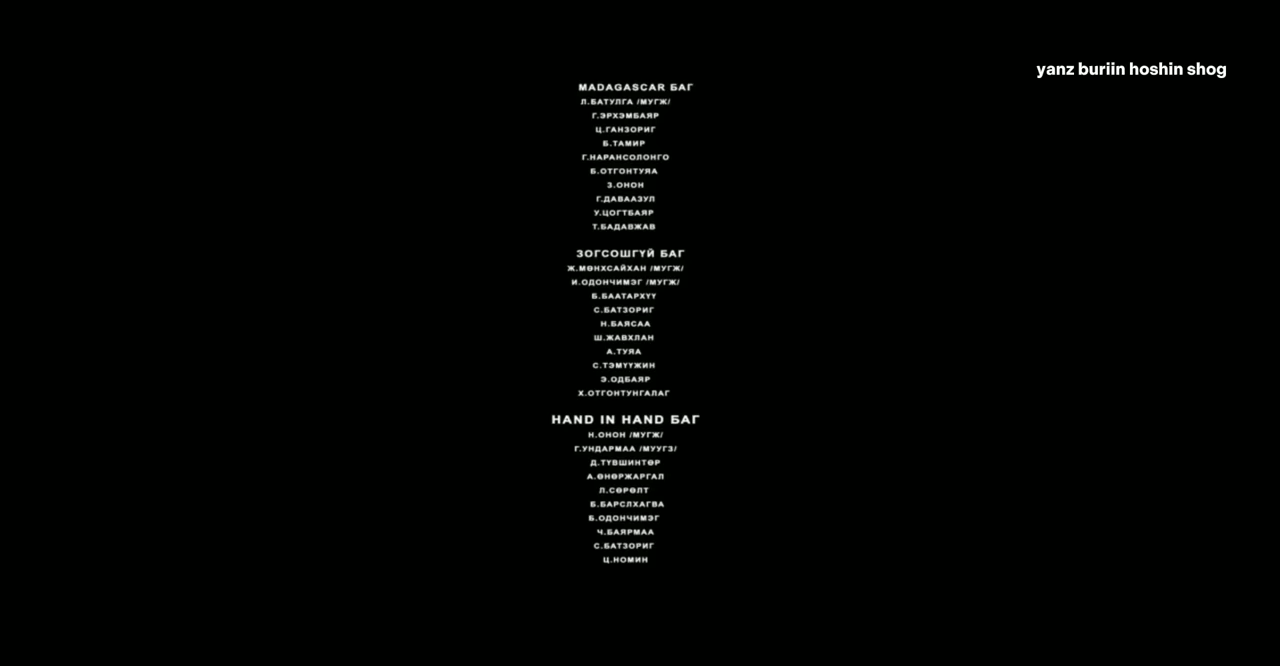 yanz buriin hoshin shog
MADAGASCAR БАГ
Л.БАТУЛГА /МУГЖ/
Г.ЭРХЭМБАЯР
Ц.ГАНЗОРИГ
Б.ТАМИР
Г.НАРАНСОЛОНГО
Б.ОТГОНТУЯА
З.ОНОН
Г.ДАВААЗУЛ
У.ЦОГТБАЯР
Т.БАДАВЖАВ
ЗОГСОШГҮЙ БАГ
Ж.МӨНХСАЙХАН /МУГЖ/
И.ОДОНЧИМЭГ /МУГЖ/
Б.БААТАРХҮҮ
С.БАТЗОРИГ
Н.БАЯСАА
Ш.ЖАВХЛАН
А.ТУЯА
С.ТЭМҮҮЖИН
Э.ОДБАЯР
Х.ОТГОНТУНГАЛАГ
HAND IN HAND БАГ
Н.ОНОН /МУГЖ/
Г.УНДАРМАА /МУУГЗ/
Д.ТҮВШИНТӨР
А.ӨНӨРЖАРГАЛ
Л.СӨРӨЛТ
Б.БАРСЛХАГВА
Б.ОДОНЧИМЭГ
Ч.БАЯРМАА
С.БАТЗОРИГ
Ц.НОМИН